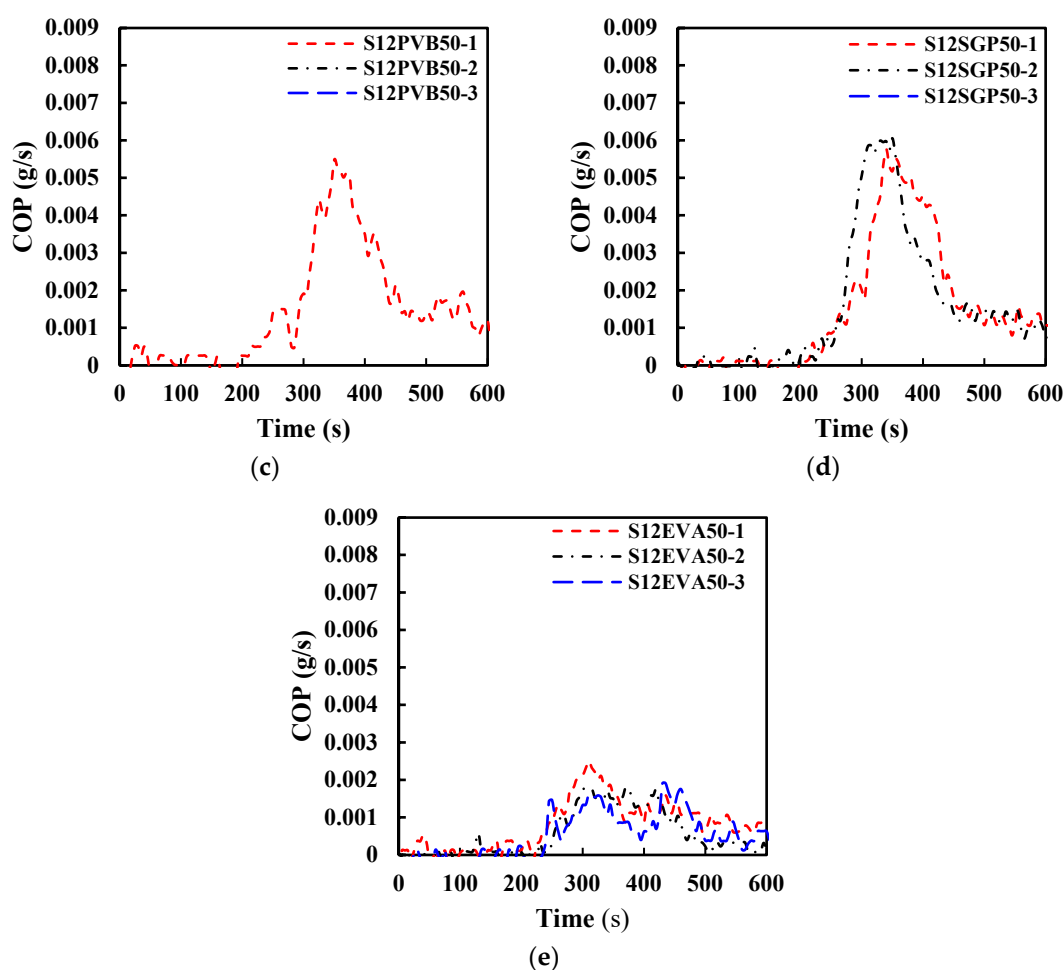 0.009
0.008
0.007
0.006
0.005
0.004
0.003
0.002
0.001
0
COP (g/s)
S12PVB50-1
S12PVB50-2
S12PVB50-3
0 100 200 300 400 500 600
Time (s)
(c)
0.009
0.008
0.007
0.006
0.005
0.004
0.003
0.002
0.001
0
COP (g/s)
S12SGP50-1
S12SGP50-2
S12SGP50-3
0 100 200 300 400 500 600
Time (s)
(d)
0.009
0.008
0.007
0.006
0.005
0.004
0.003
0.002
0.001
0
COP (g/s)
S12EVA50-1
S12EVA50-2
S12EVA50-3
0 100 200 300 400 500 600
Time (s)
(e)